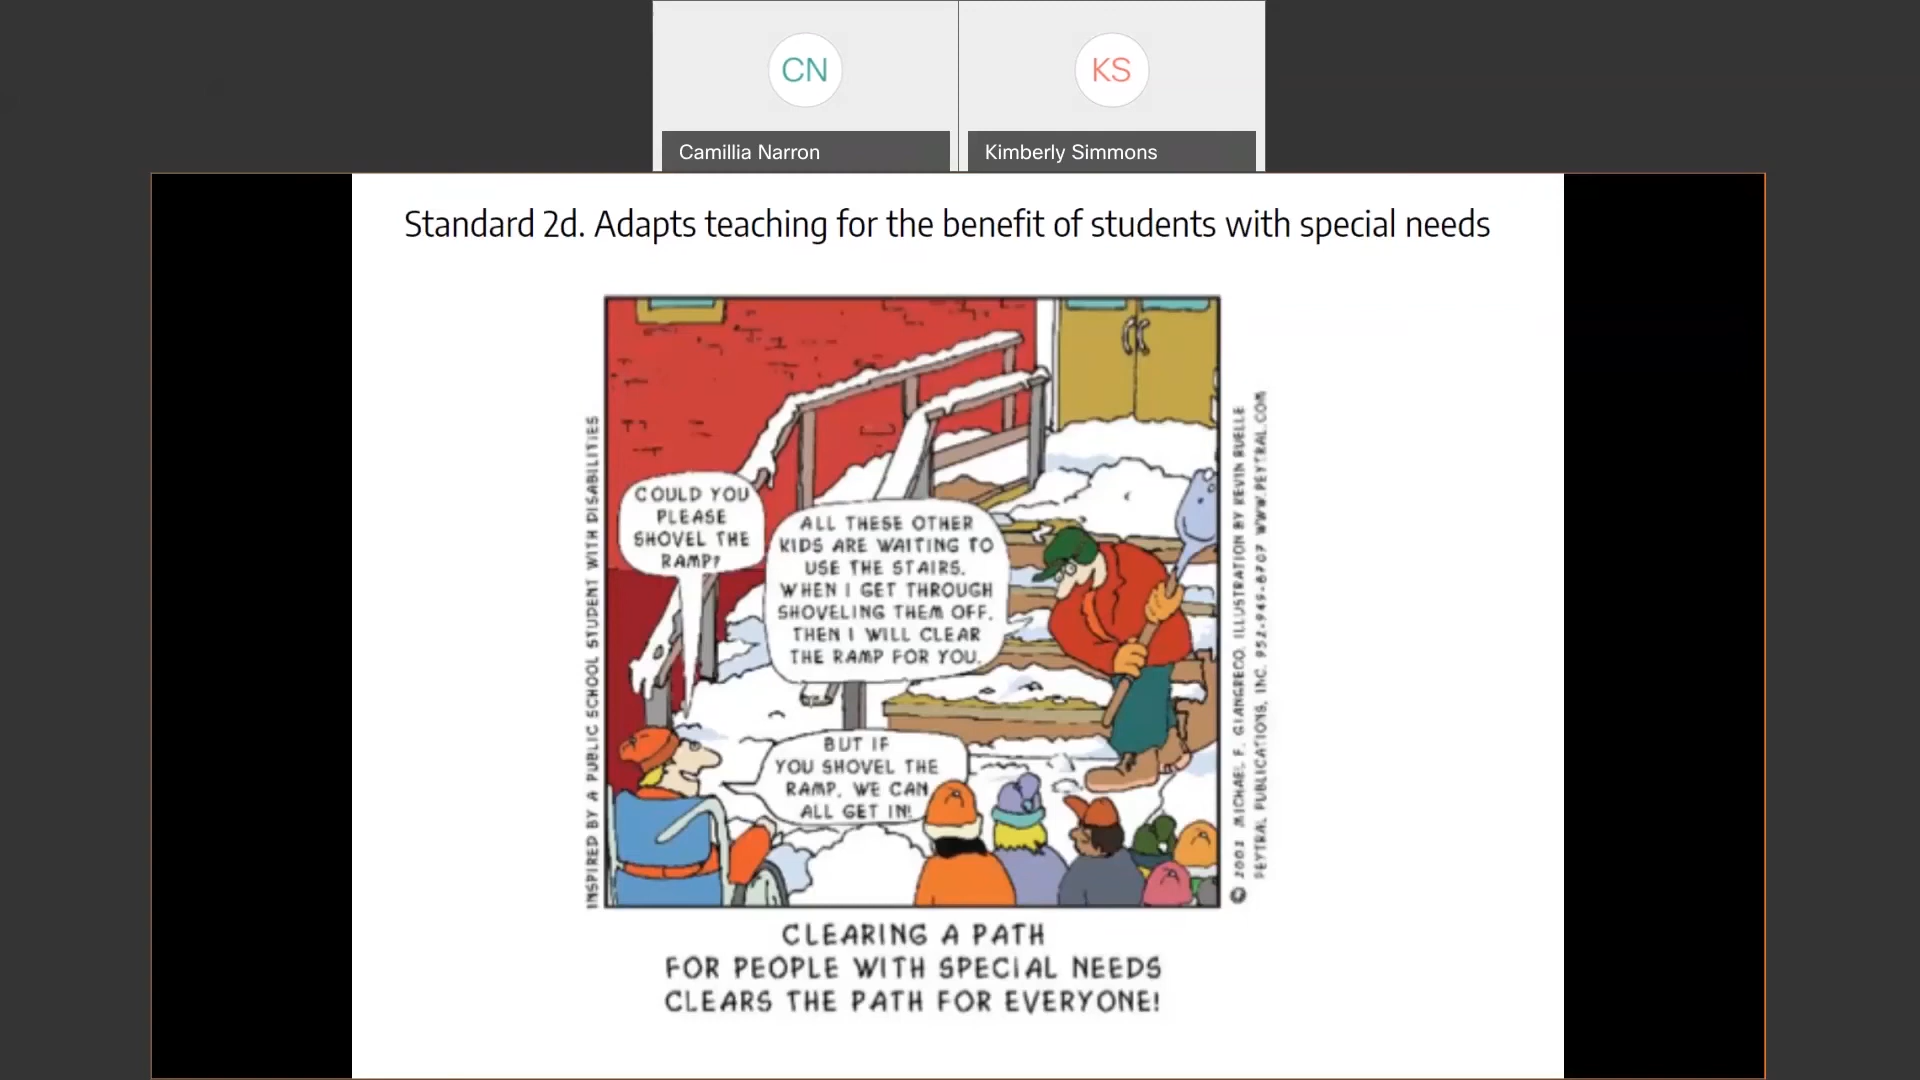 CN
KS
Camillia Narron
Kimberly Simmons
Standard 2d. Adapts teaching for the benefit of students with special needs
INSPIRED BY A PUBLIC SCHOOL STUDENT WITH DISABILITIES
COULD YOU
PLEASE
SHOVEL THE
RAMP?
ALL THESE OTHER
KIDS ARE WAITING TO
USE THE STAIRS.
WHEN I GET THROUGH
SHOVELING THEM OFF,
THEN I WILL CLEAR
THE RAMP FOR YOU.
BUT IF
YOU SHOVEL THE
RAMP, WE CAN
ALL GET IN!
© 2002 MICHAEL F. GIANGRECO, ILLUSTRATION BY KEVIN RUELLE
PEYTRAL PUBLICATIONS, INC. 952-949-8707 WWW.PEYTRAL.COM
CLEARING A PATH
FOR PEOPLE WITH SPECIAL NEEDS
CLEARS THE PATH FOR EVERYONE!